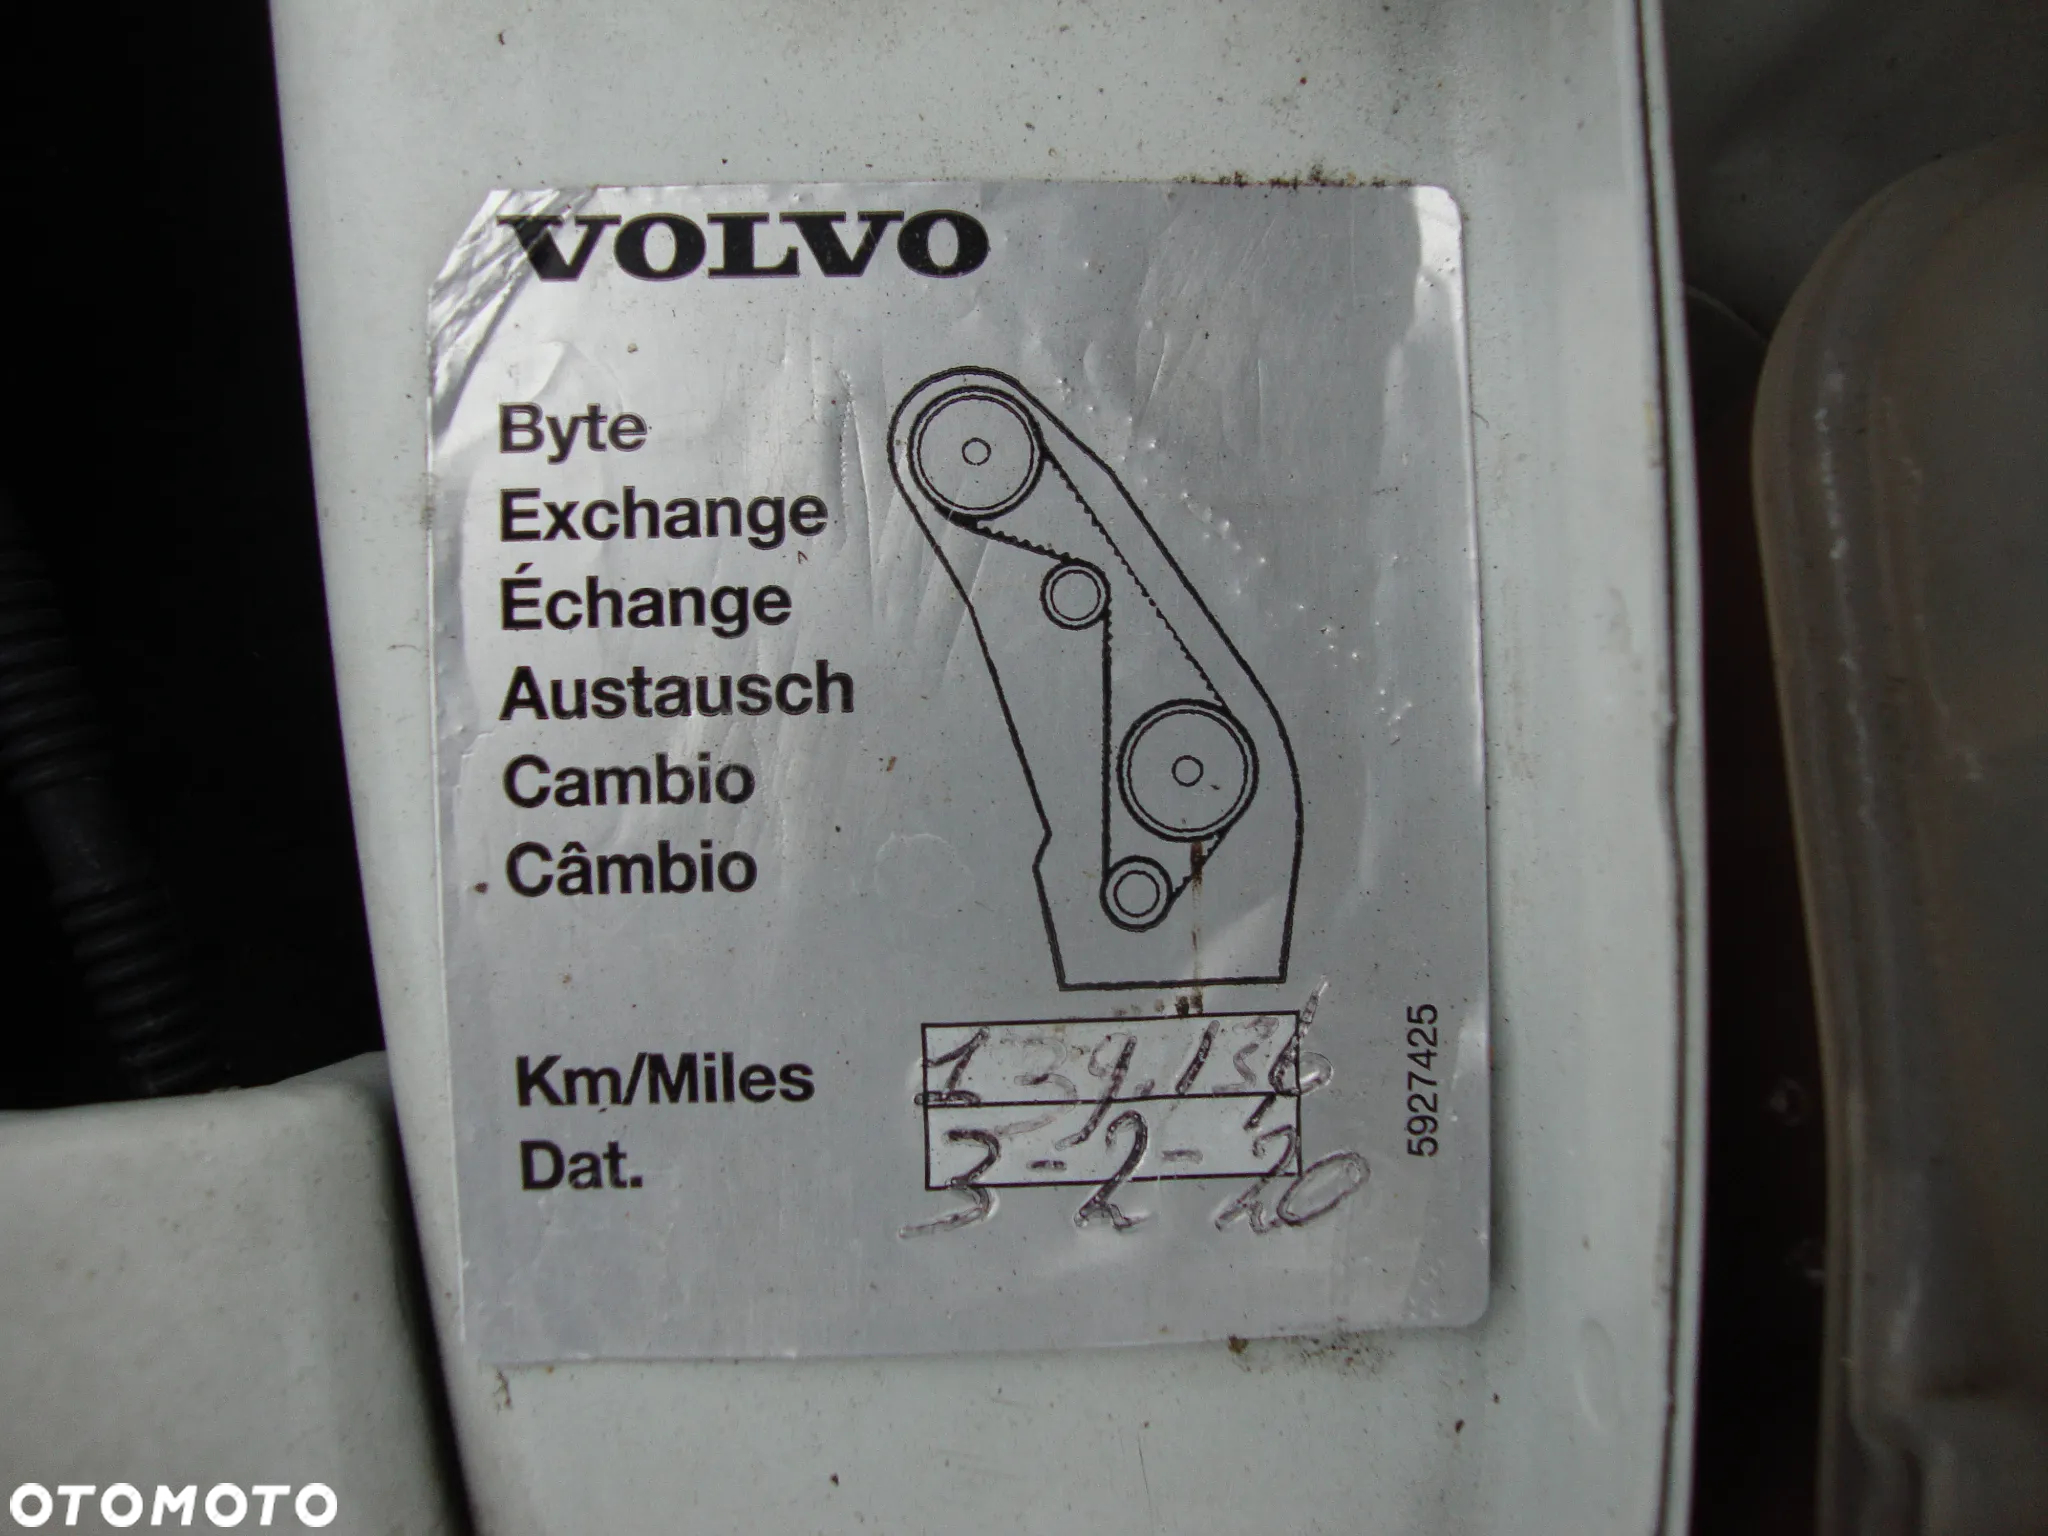 VOLVO
Byte
Exchange
Échange
Austausch
Cambio
Câmbio
Km/Miles 139.136
Dat. 3-2-20
5927425
OTOMOTO